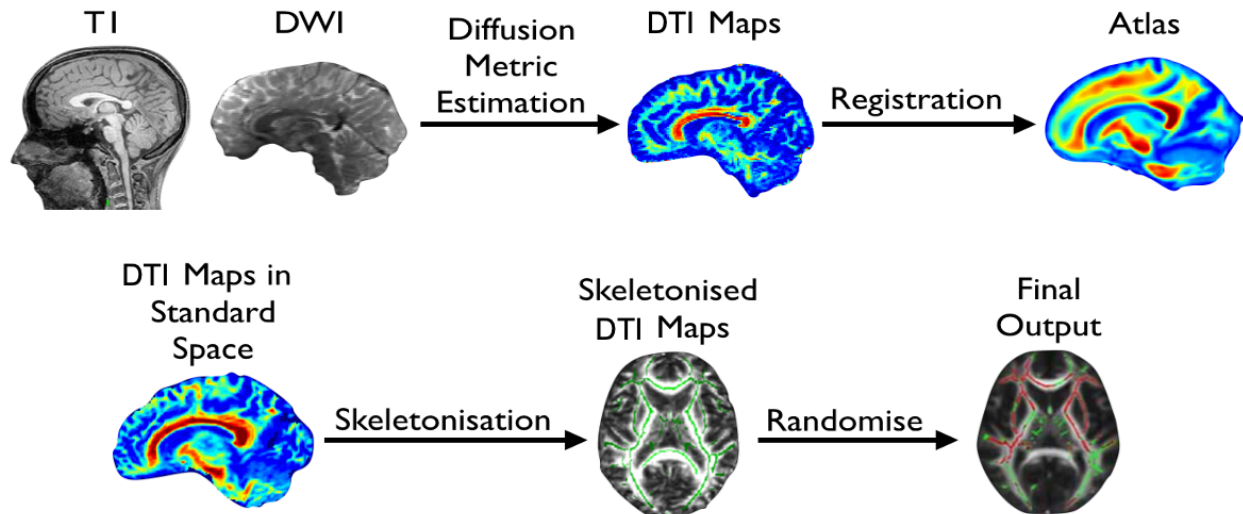 T1
DWI
Diffusion
Metric
Estimation
DTI Maps
Registration
Atlas
DTI Maps in
Standard
Space
Skeletonisation
Skeletonised
DTI Maps
Randomise
Final
Output